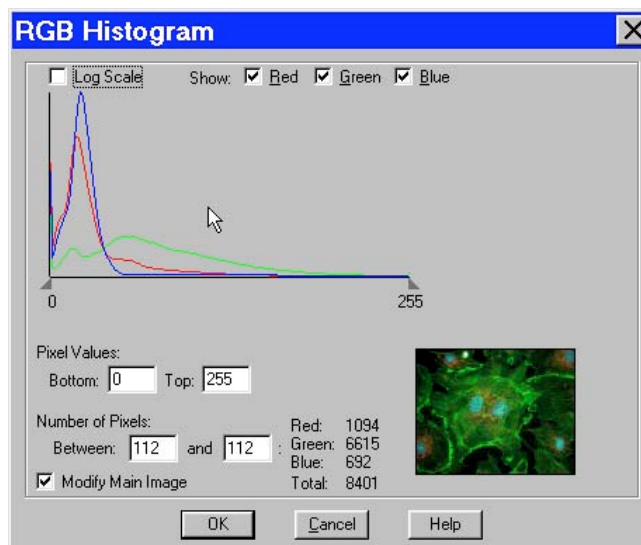 RGB Histogram
Log Scale Show: Red Green Blue
0 255
Pixel Values:
Bottom: 0 Top: 255
Number of Pixels:
Between: 112 and 112 :
Red: 1094
Green: 6615
Blue: 692
Total: 8401
Modify Main Image
OK Cancel Help